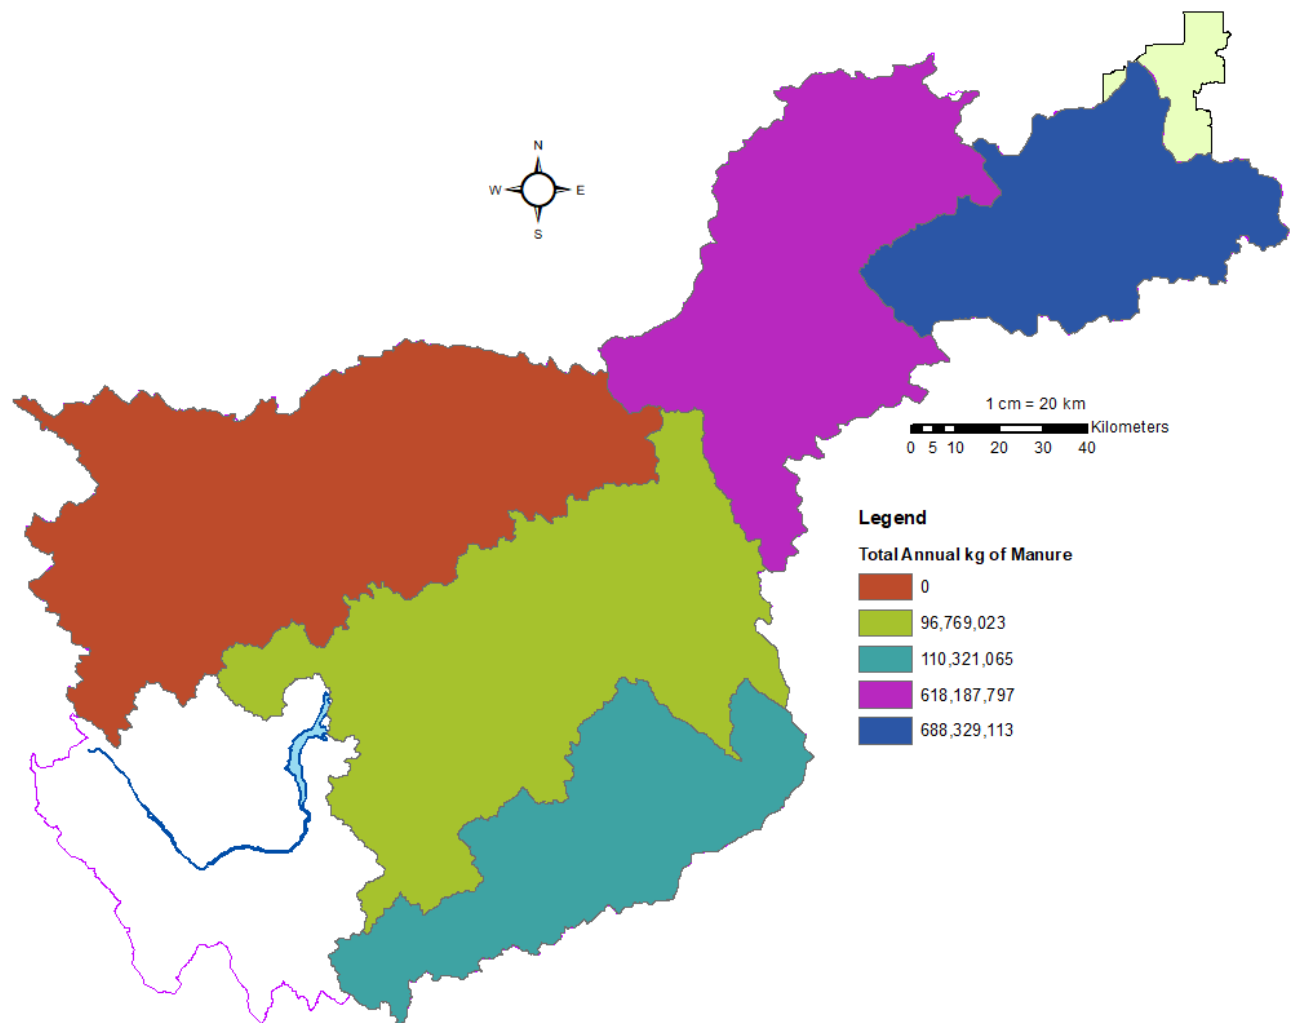 N
W E
S
1 cm = 20 km
Kilometers
0 5 10 20 30 40
Legend
Total Annual kg of Manure
0
96,769,023
110,321,065
618,187,797
688,329,113